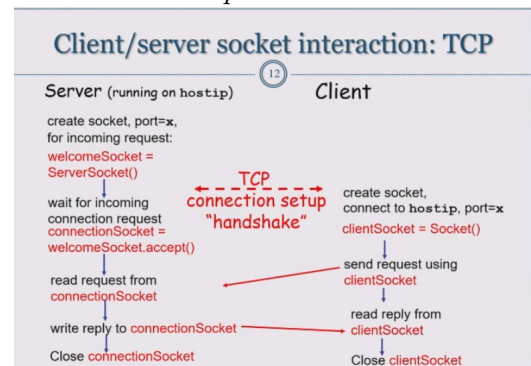 Client/server socket interaction: TCP
12
Server (running on hostip)
Client
create socket, port=x,
for incoming request:
welcomeSocket =
ServerSocket()
wait for incoming
connection request
connectionSocket =
welcomeSocket.accept()
TCP
connection setup
"handshake"
create socket,
connect to hostip, port=x
clientSocket = Socket()
read request from
connectionSocket
send request using
clientSocket
write reply to connectionSocket
read reply from
clientSocket
Close connectionSocket
Close clientSocket